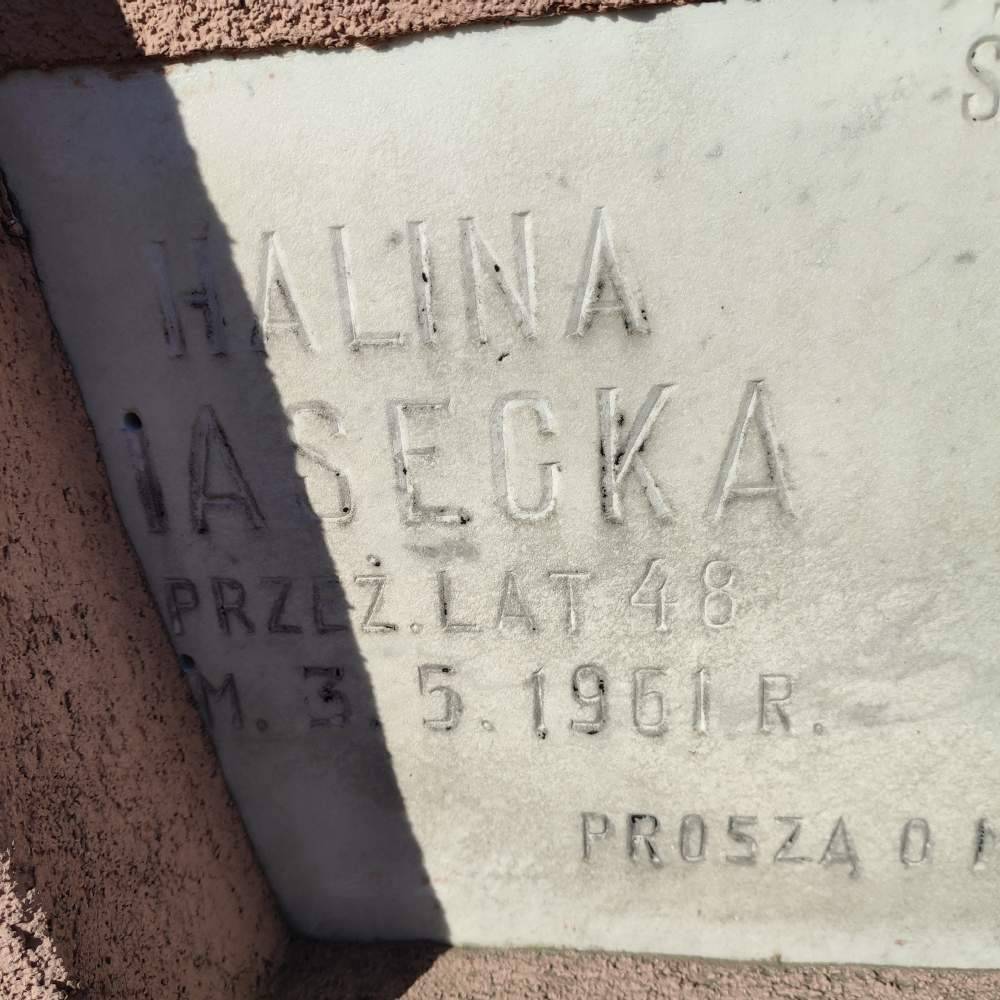 S
HALINA
IASECKA
PRZEŻ. LAT 48
M. 3. 5. 1961 R.
PROSZĄ O